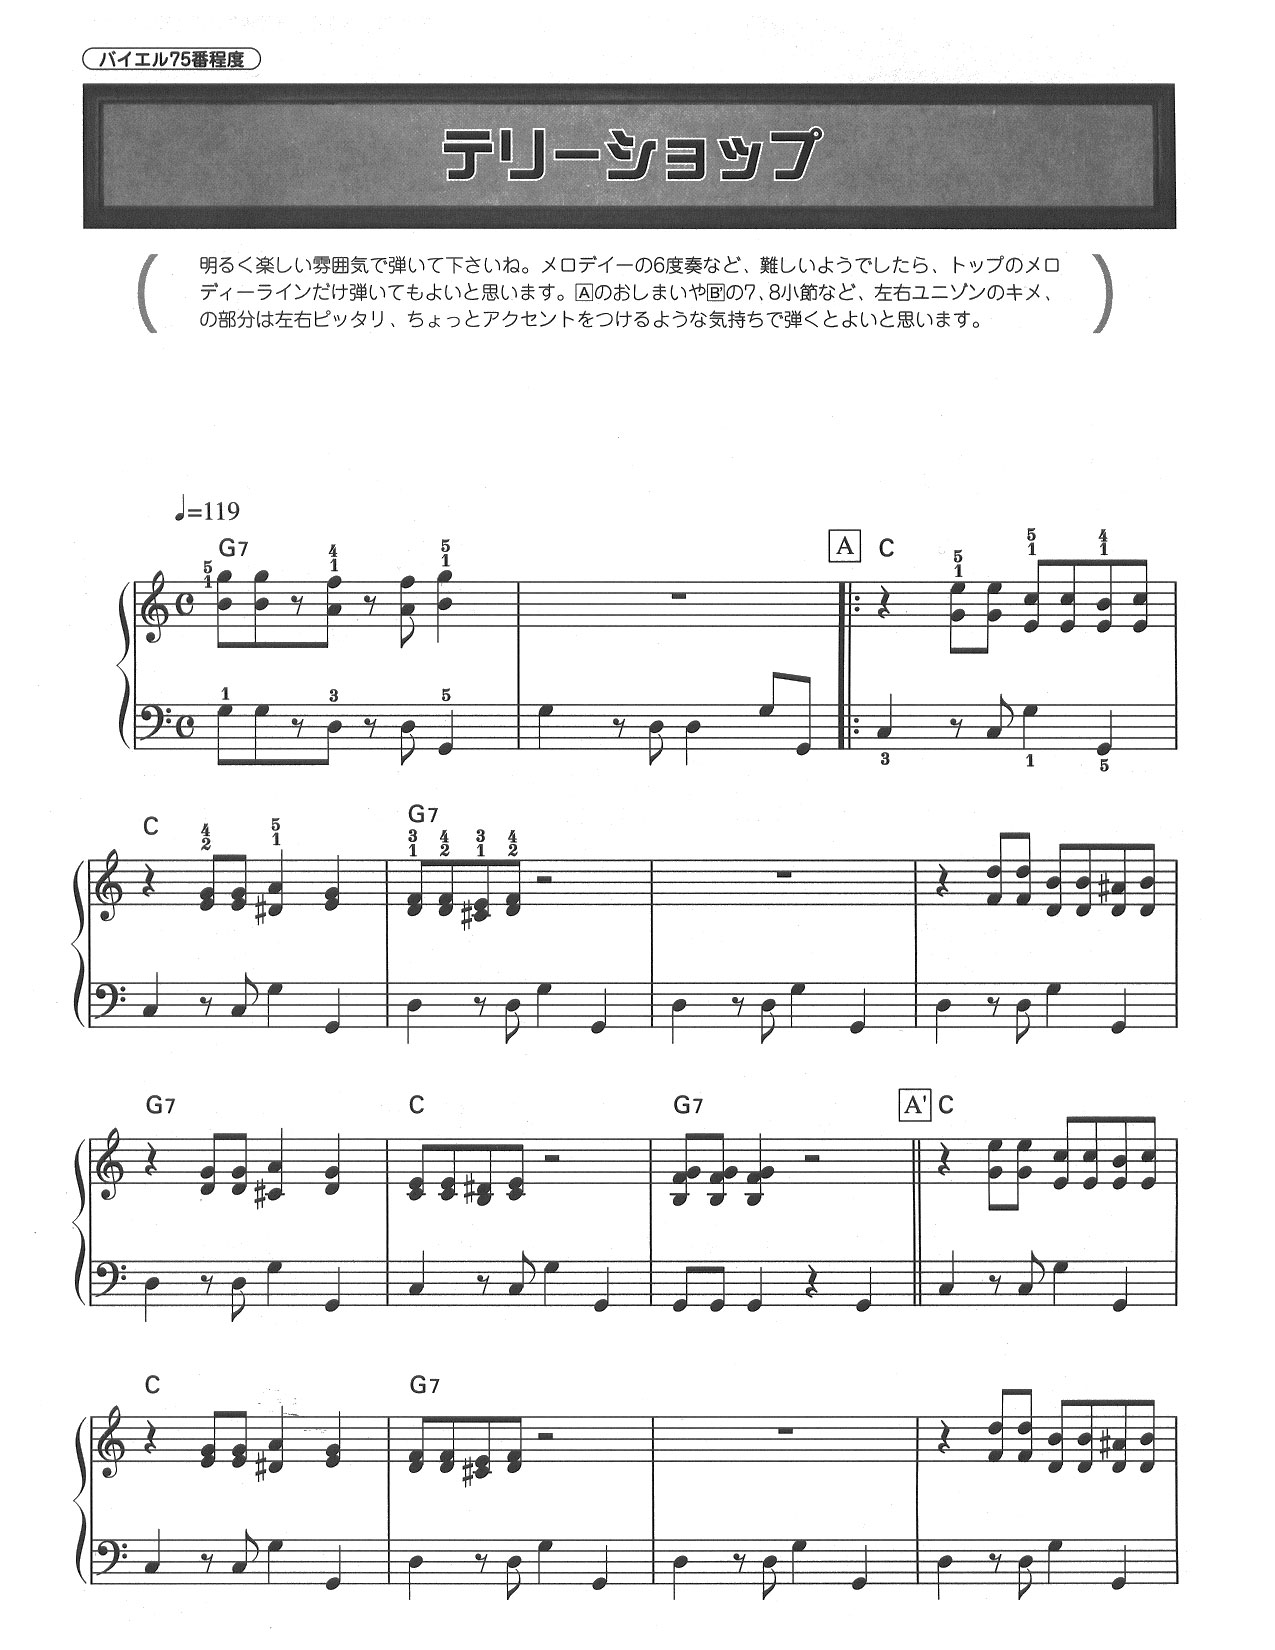 バイエル75番程度
テリーショップ
明るく楽しい雰囲気で弾いて下さいね。メロデイーの6度奏など、難しいようでしたら、トップのメロ
ディーラインだけ弾いてもよいと思います。AのおしまいやB'の7、8小節など、左右ユニゾンのキメ、
の部分は左右ピッタリ、ちょっとアクセントをつけるような気持ちで弾くとよいと思います。
♩=119
G7 A C
5 1 4 1 5 1 5 1 5 1 4 1
1 3 5
3 1 5
C G7
4 2 5 1 3 1 4 2 3 1 4 2
G7 C G7 A' C
C G7